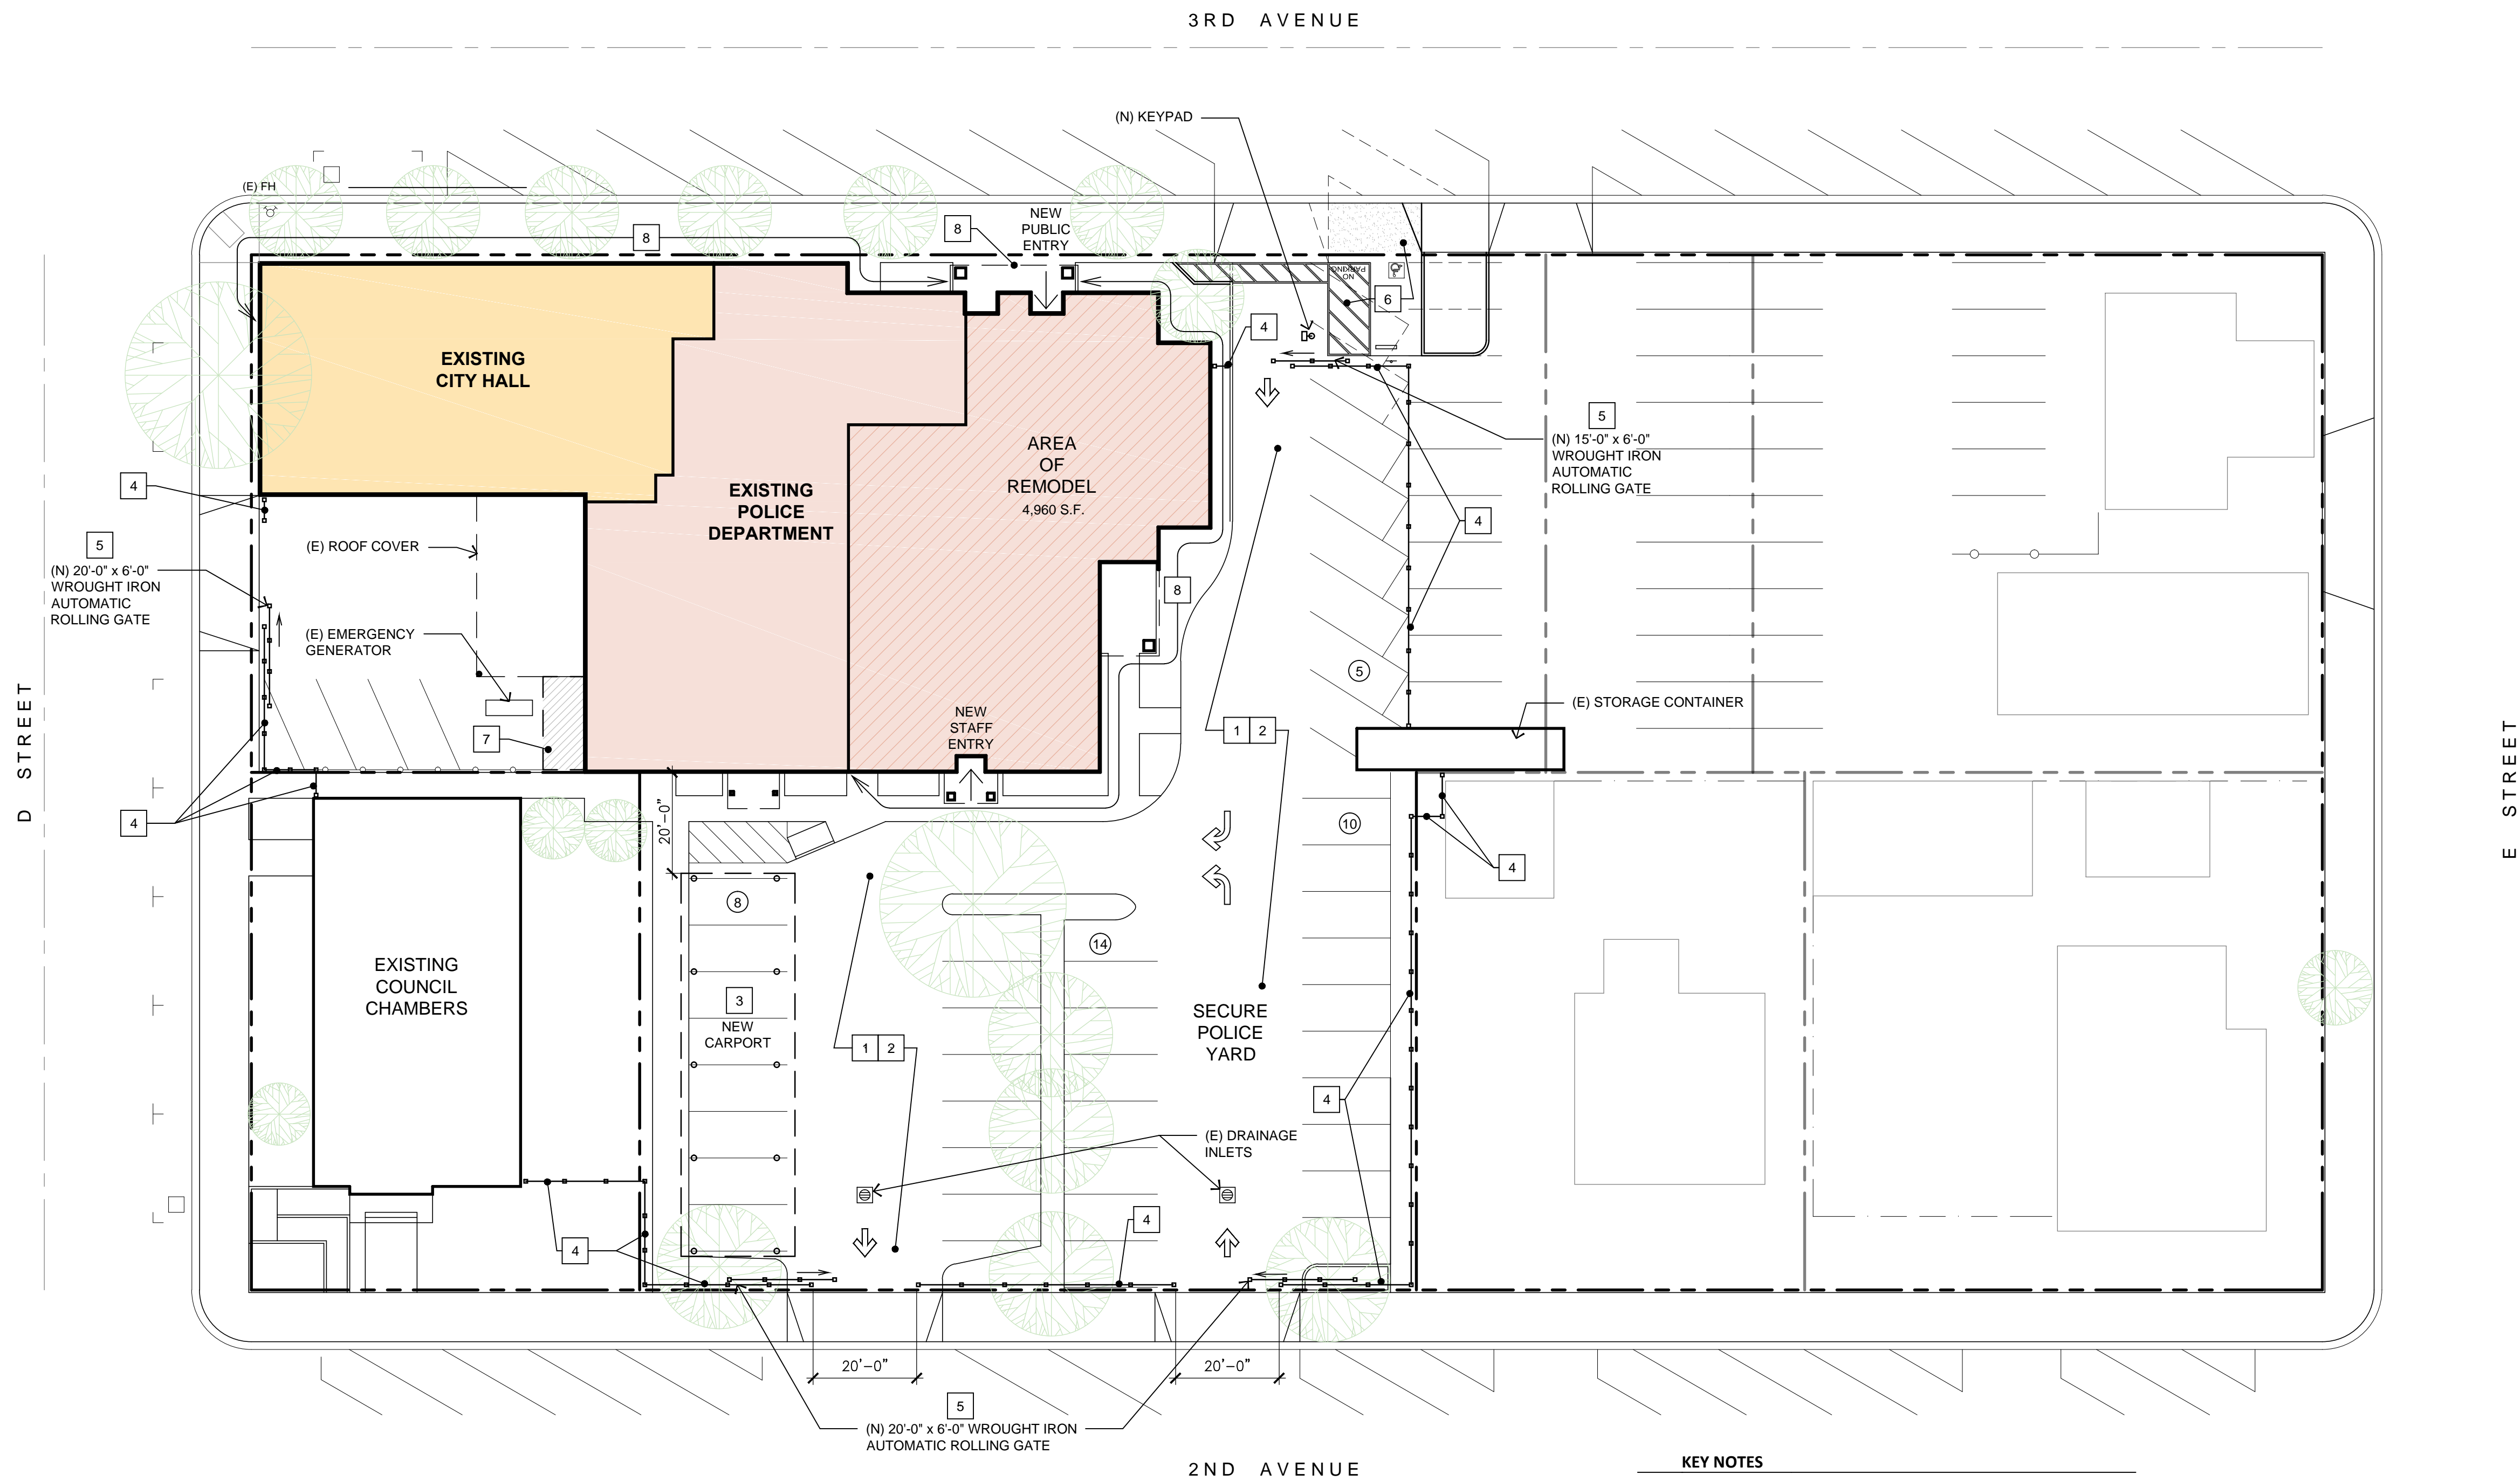 3RD AVENUE
(N) KEYPAD
(E) FH
8
8
NEW
PUBLIC
ENTRY
NO
PARKING
6
4
EXISTING
CITY HALL
5
(N) 15'-0" x 6'-0"
WROUGHT IRON
AUTOMATIC
ROLLING GATE
AREA
OF
REMODEL
4,960 S.F.
4
EXISTING
POLICE
DEPARTMENT
4
5
(N) 20'-0" x 6'-0"
WROUGHT IRON
AUTOMATIC
ROLLING GATE
(E) ROOF COVER
8
(E) EMERGENCY
GENERATOR
5
(E) STORAGE CONTAINER
NEW
STAFF
ENTRY
7
1 2
D STREET
E STREET
4
20'-0"
10
4
8
14
EXISTING
COUNCIL
CHAMBERS
3
NEW
CARPORT
1 2
SECURE
POLICE
YARD
4
(E) DRAINAGE
INLETS
4
4
20'-0"
20'-0"
5
(N) 20'-0" x 6'-0" WROUGHT IRON
AUTOMATIC ROLLING GATE
2ND AVENUE
KEY NOTES